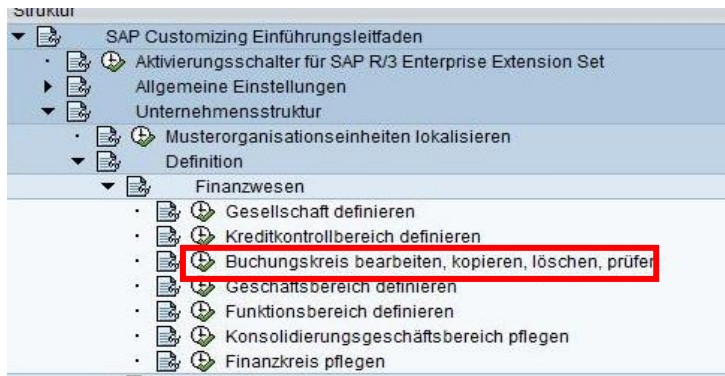 Struktur
SAP Customizing Einführungsleitfaden
Aktivierungsschalter für SAP R/3 Enterprise Extension Set
Allgemeine Einstellungen
Unternehmensstruktur
Musterorganisationseinheiten lokalisieren
Definition
Finanzwesen
Gesellschaft definieren
Kreditkontrollbereich definieren
Buchungskreis bearbeiten, kopieren, löschen, prüfen
Geschäftsbereich definieren
Funktionsbereich definieren
Konsolidierungsgeschäftsbereich pflegen
Finanzkreis pflegen